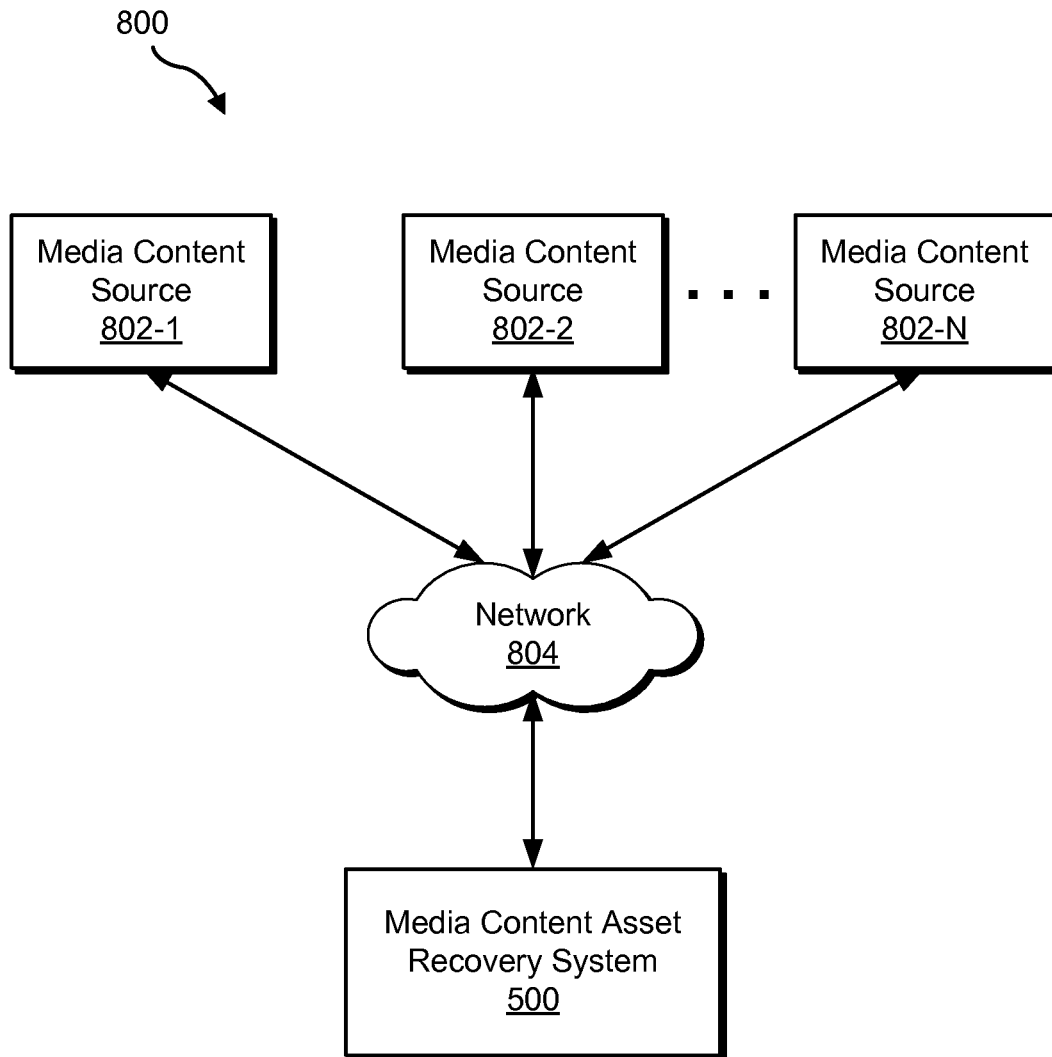 800
Media Content
Source
802-1
Media Content
Source
802-2
. . .
Media Content
Source
802-N
Network
804
Media Content Asset
Recovery System
500